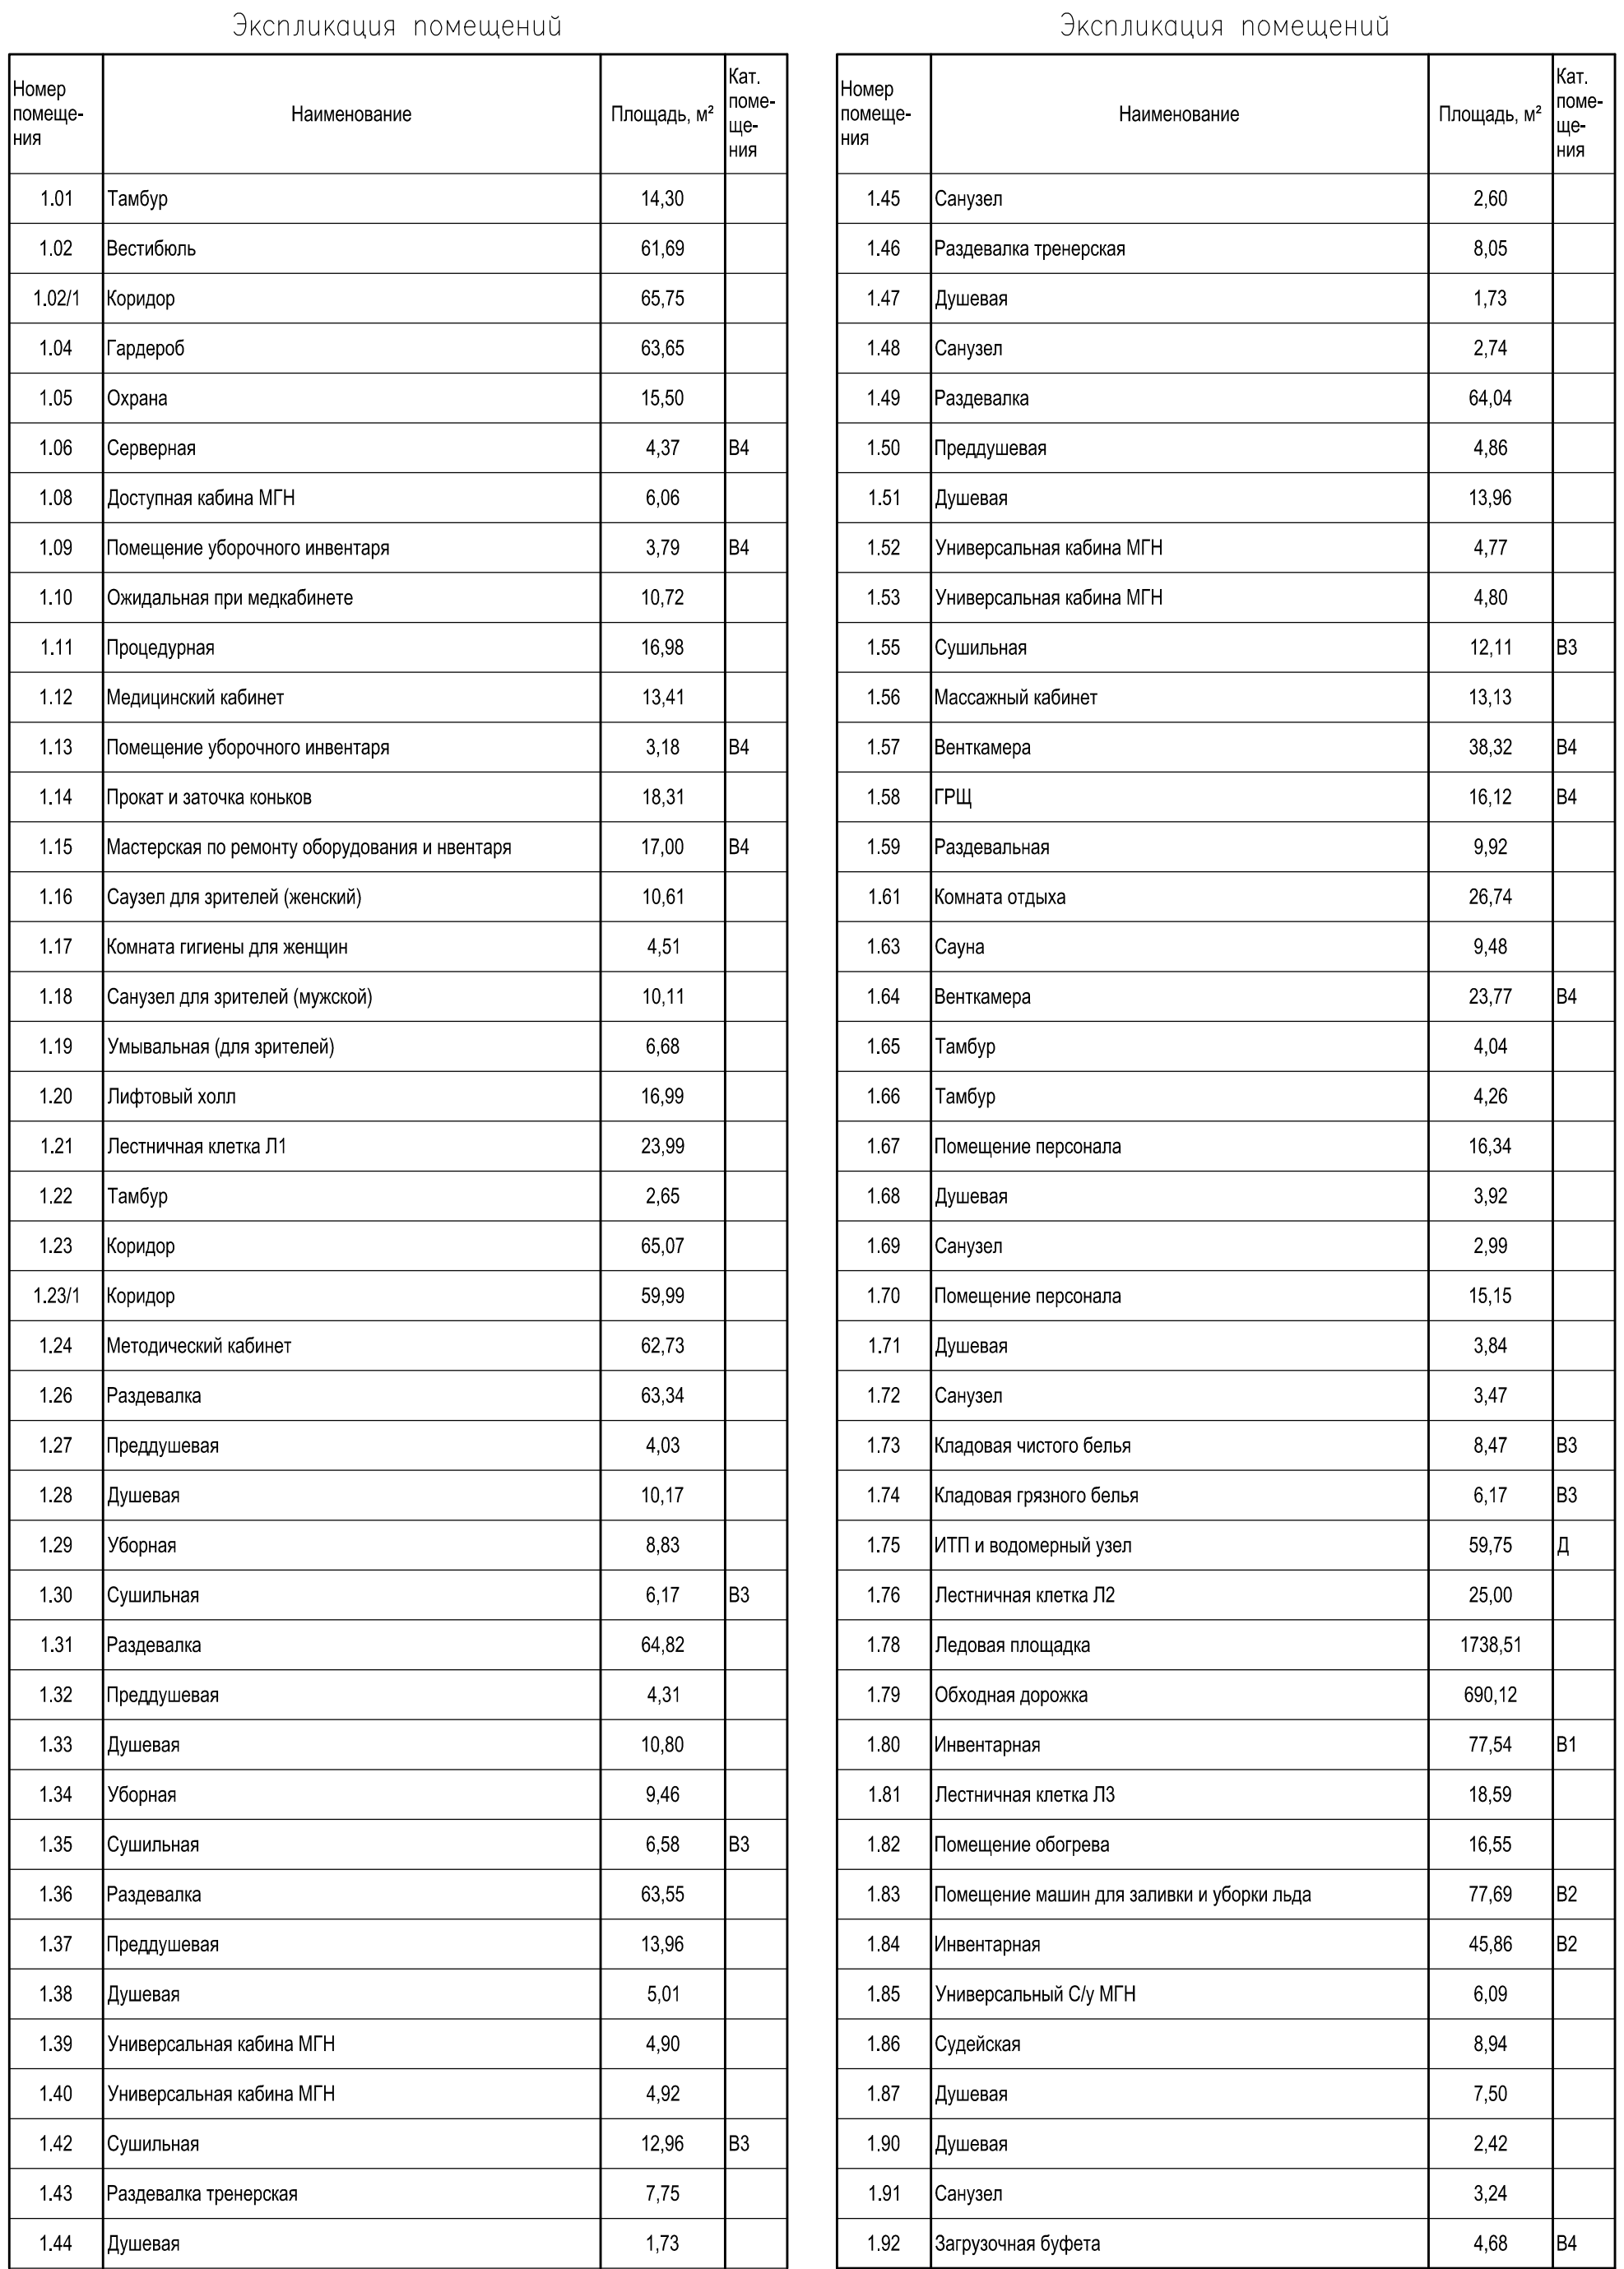 Экспликация помещений
Номер помеще- ния Наименование Площадь, м² Кат. поме- ще- ния
1.01 Тамбур 14,30
1.02 Вестибюль 61,69
1.02/1 Коридор 65,75
1.04 Гардероб 63,65
1.05 Охрана 15,50
1.06 Серверная 4,37 В4
1.08 Доступная кабина МГН 6,06
1.09 Помещение уборочного инвентаря 3,79 В4
1.10 Ожидальная при медкабинете 10,72
1.11 Процедурная 16,98
1.12 Медицинский кабинет 13,41
1.13 Помещение уборочного инвентаря 3,18 В4
1.14 Прокат и заточка коньков 18,31
1.15 Мастерская по ремонту оборудования и нвентаря 17,00 В4
1.16 Саузел для зрителей (женский) 10,61
1.17 Комната гигиены для женщин 4,51
1.18 Санузел для зрителей (мужской) 10,11
1.19 Умывальная (для зрителей) 6,68
1.20 Лифтовый холл 16,99
1.21 Лестничная клетка Л1 23,99
1.22 Тамбур 2,65
1.23 Коридор 65,07
1.23/1 Коридор 59,99
1.24 Методический кабинет 62,73
1.26 Раздевалка 63,34
1.27 Преддушевая 4,03
1.28 Душевая 10,17
1.29 Уборная 8,83
1.30 Сушильная 6,17 В3
1.31 Раздевалка 64,82
1.32 Преддушевая 4,31
1.33 Душевая 10,80
1.34 Уборная 9,46
1.35 Сушильная 6,58 В3
1.36 Раздевалка 63,55
1.37 Преддушевая 13,96
1.38 Душевая 5,01
1.39 Универсальная кабина МГН 4,90
1.40 Универсальная кабина МГН 4,92
1.42 Сушильная 12,96 В3
1.43 Раздевалка тренерская 7,75
1.44 Душевая 1,73
Экспликация помещений
Номер помеще- ния Наименование Площадь, м² Кат. поме- ще- ния
1.45 Санузел 2,60
1.46 Раздевалка тренерская 8,05
1.47 Душевая 1,73
1.48 Санузел 2,74
1.49 Раздевалка 64,04
1.50 Преддушевая 4,86
1.51 Душевая 13,96
1.52 Универсальная кабина МГН 4,77
1.53 Универсальная кабина МГН 4,80
1.55 Сушильная 12,11 В3
1.56 Массажный кабинет 13,13
1.57 Венткамера 38,32 В4
1.58 ГРЩ 16,12 В4
1.59 Раздевальная 9,92
1.61 Комната отдыха 26,74
1.63 Сауна 9,48
1.64 Венткамера 23,77 В4
1.65 Тамбур 4,04
1.66 Тамбур 4,26
1.67 Помещение персонала 16,34
1.68 Душевая 3,92
1.69 Санузел 2,99
1.70 Помещение персонала 15,15
1.71 Душевая 3,84
1.72 Санузел 3,47
1.73 Кладовая чистого белья 8,47 В3
1.74 Кладовая грязного белья 6,17 В3
1.75 ИТП и водомерный узел 59,75 Д
1.76 Лестничная клетка Л2 25,00
1.78 Ледовая площадка 1738,51
1.79 Обходная дорожка 690,12
1.80 Инвентарная 77,54 В1
1.81 Лестничная клетка Л3 18,59
1.82 Помещение обогрева 16,55
1.83 Помещение машин для заливки и уборки льда 77,69 В2
1.84 Инвентарная 45,86 В2
1.85 Универсальный С/у МГН 6,09
1.86 Судейская 8,94
1.87 Душевая 7,50
1.90 Душевая 2,42
1.91 Санузел 3,24
1.92 Загрузочная буфета 4,68 В4